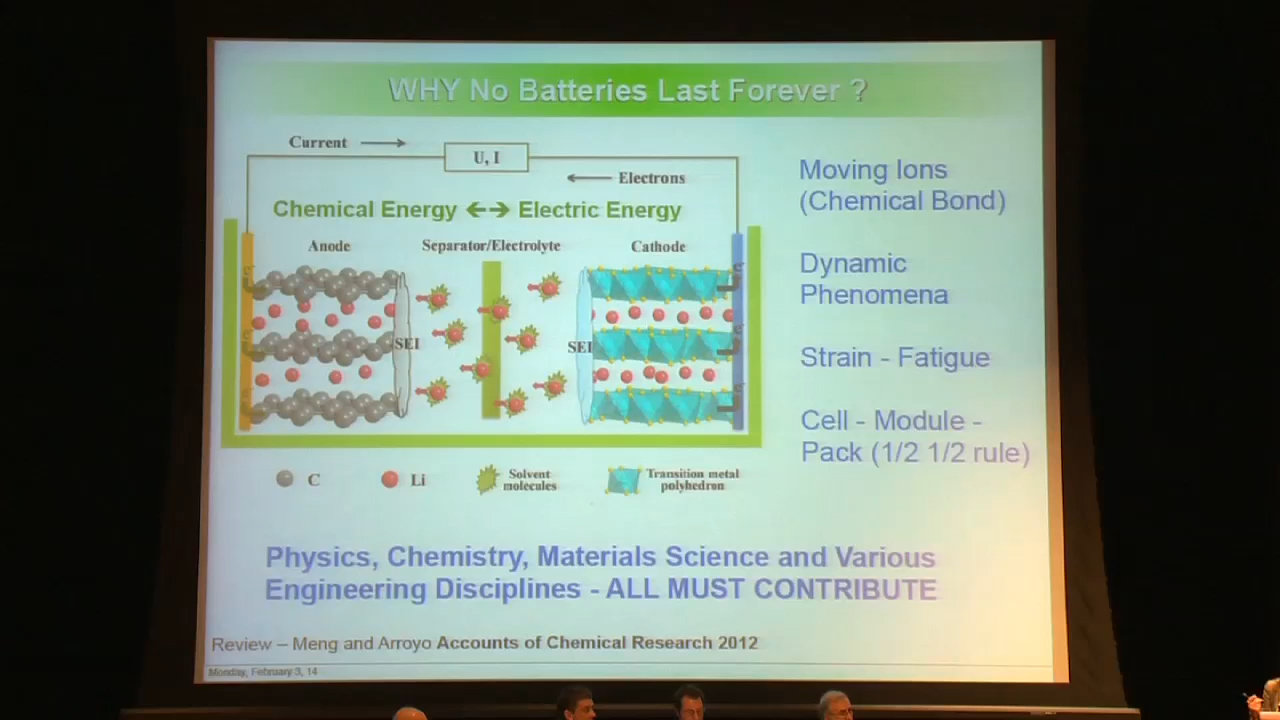 WHY No Batteries Last Forever ?
Current
U, I
Electrons
Chemical Energy ↔ Electric Energy
Anode
Separator/Electrolyte
Cathode
SEI
SEI
C
Li
Solvent
molecules
Transition metal
polyhedron
Moving Ions
(Chemical Bond)
Dynamic
Phenomena
Strain - Fatigue
Cell - Module -
Pack (1/2 1/2 rule)
Physics, Chemistry, Materials Science and Various
Engineering Disciplines - ALL MUST CONTRIBUTE
Review – Meng and Arroyo Accounts of Chemical Research 2012
Monday, February 3, 14